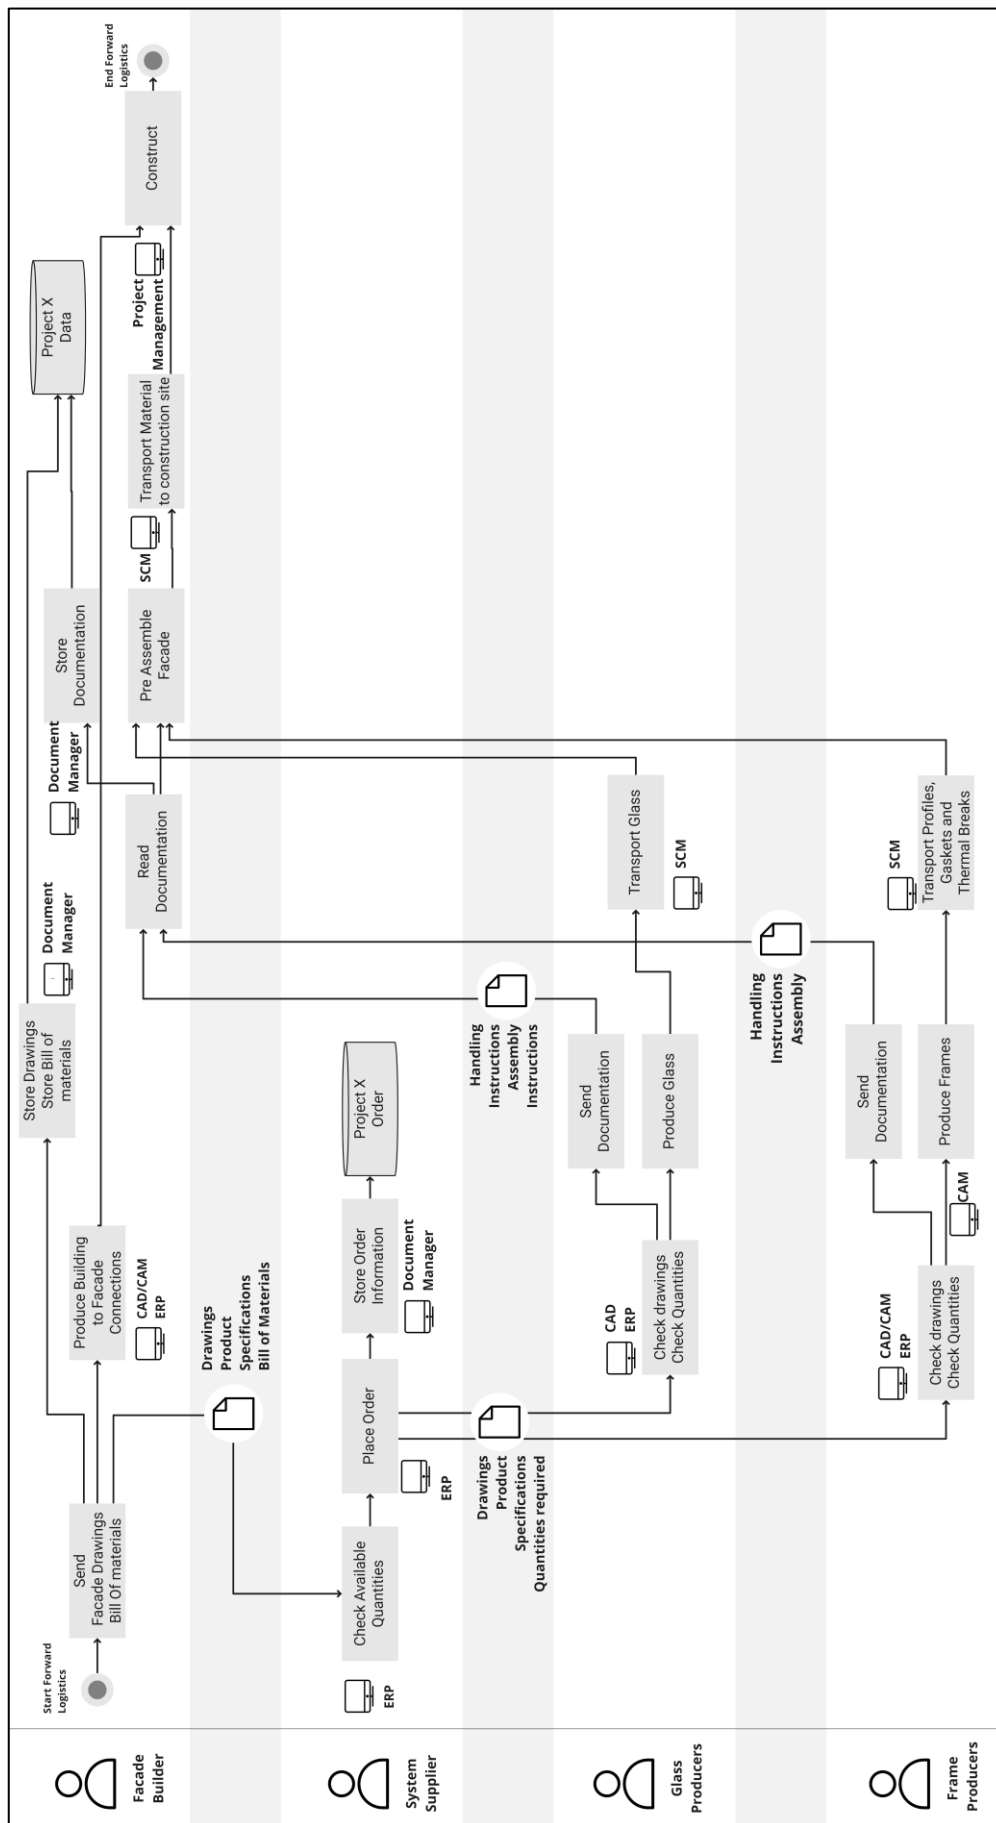 Facade
Builder
Start Forward
Logistics
Send
Facade Drawings
Bill Of materials
Produce Building
to Facade
Connections
CAD/CAM
ERP
Store Drawings
Store Bill of
materials
Document
Manager
Read
Documentation
Document
Manager
Store
Documentation
Pre Assemble
Facade
SCM
Transport Material
to construction site
Project X
Data
Project
Management
Construct
End Forward
Logistics
Drawings
Product
Specifications
Bill of Materials
System
Supplier
ERP
Check Available
Quantities
ERP
Place Order
Store Order
Information
Document
Manager
Project X
Order
Drawings
Product
Specifications
Quantities required
Handling
Instructions
Assembly
Instructions
Glass
Producers
CAD
ERP
Check drawings
Check Quantities
Send
Documentation
Produce Glass
Transport Glass
SCM
Handling
Instructions
Assembly
Frame
Producers
CAD/CAM
ERP
Check drawings
Check Quantities
CAM
Send
Documentation
Produce Frames
SCM
Transport Profiles,
Gaskets and
Thermal Breaks